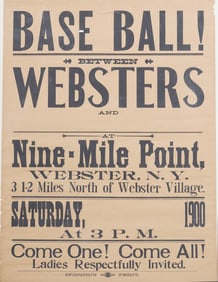 BASE BALL!
BETWEEN
WEBSTERS
AND
AT
Nine-Mile Point,
WEBSTER, N. Y.
3 1-2 Miles North of Webster Village.
SATURDAY, 1900
At 3 P. M.
Come One! Come All!
Ladies Respectfully Invited.